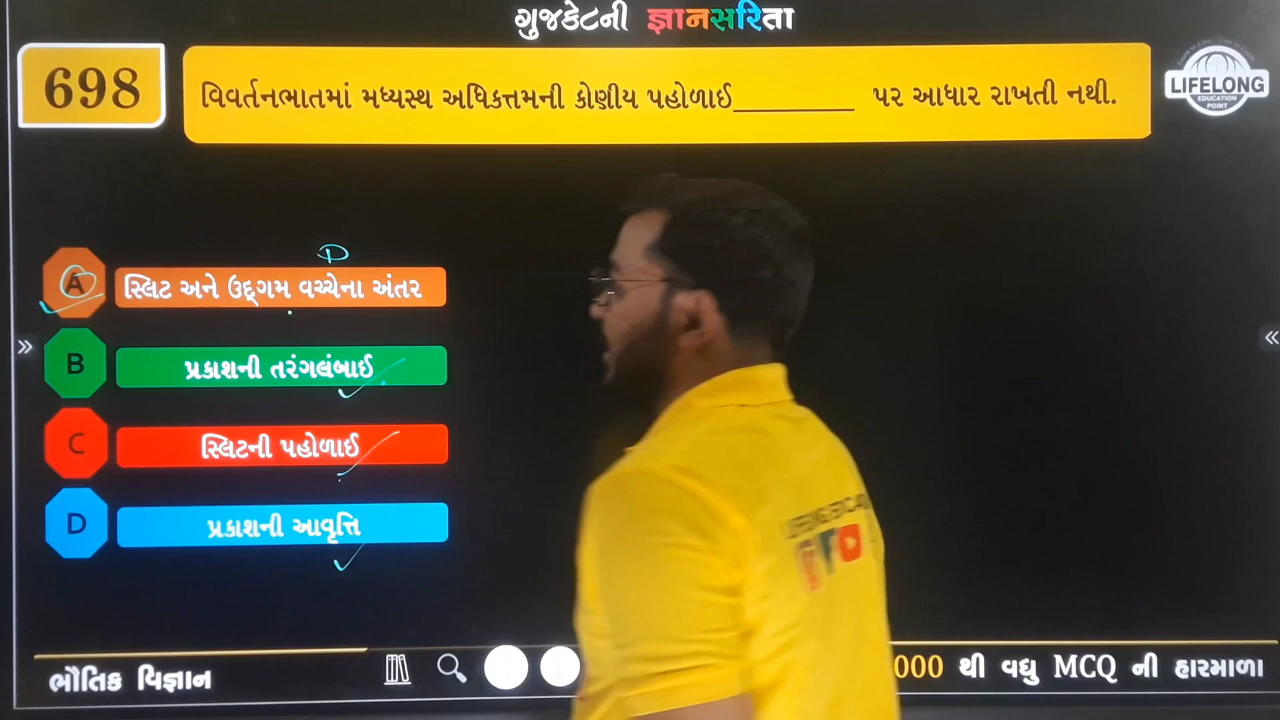 ગુજકેટની જ્ઞાનસરિતા
698
વિવર્તનભાતમાં મધ્યસ્થ અધિકત્તમની કોણીય પહોળાઈ__________ પર આધાર રાખતી નથી.
LIFELONG
EDUCATION
POINT
D
A
સ્લિટ અને ઉદ્‌ગમ વચ્ચેના અંતર
B
પ્રકાશની તરંગલંબાઈ
C
સ્લિટની પહોળાઈ
D
પ્રકાશની આવૃત્તિ
ભૌતિક વિજ્ઞાન
000 થી વધુ MCQ ની હારમાળા